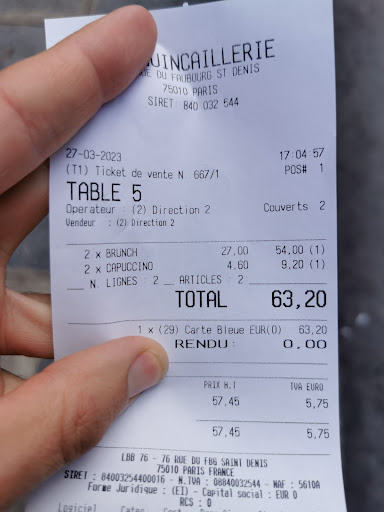 QUINCAILLERIE
RUE DU FAUBOURG ST DENIS
75010 PARIS
SIRET: 840 032 544
27-03-2023 17:04:57
(T1) Ticket de vente N 667/1 POS# 1
TABLE 5
Operateur : (2) Direction 2 Couverts 2
Vendeur : (2) Direction 2
2 x BRUNCH 27,00 54,00 (1)
2 x CAPUCCINO 4,60 9,20 (1)
__ N. LIGNES : 2 __ ARTICLES : 2 __
TOTAL 63,20
1 x (29) Carte Bleue EUR(O) 63,20
RENDU: 0,00
PRIX H.T TVA EURO
57,45 5,75
57,45 5,75
LBB 76 - 76 RUE DU FBG SAINT DENIS
75010 PARIS FRANCE
SIRET : 84003254400016 - N.TVA : 08840032544 - NAF : 5610A
Forme Juridique : (EI) - Capital social : EUR 0
RCS : 0
Logiciel